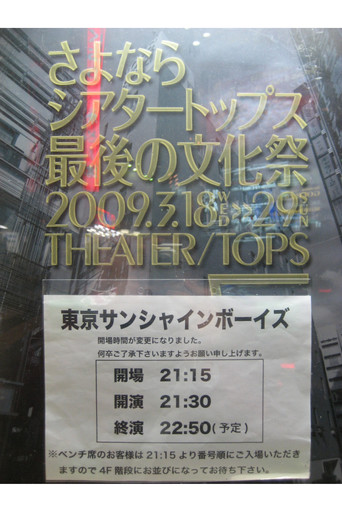 さよなら
シアタートップス
最後の文化祭
2009.3.18WED-29SUN
THEATER/TOPS
東京サンシャインボーイズ
開場時間が変更になりました。
何卒ご了承下さいますようお願い申し上げます。
開場 21:15
開演 21:30
終演 22:50(予定)
※ベンチ席のお客様は21:15より番号順にご入場いただき
ますので4F階段にお並びになってお待ち下さい。